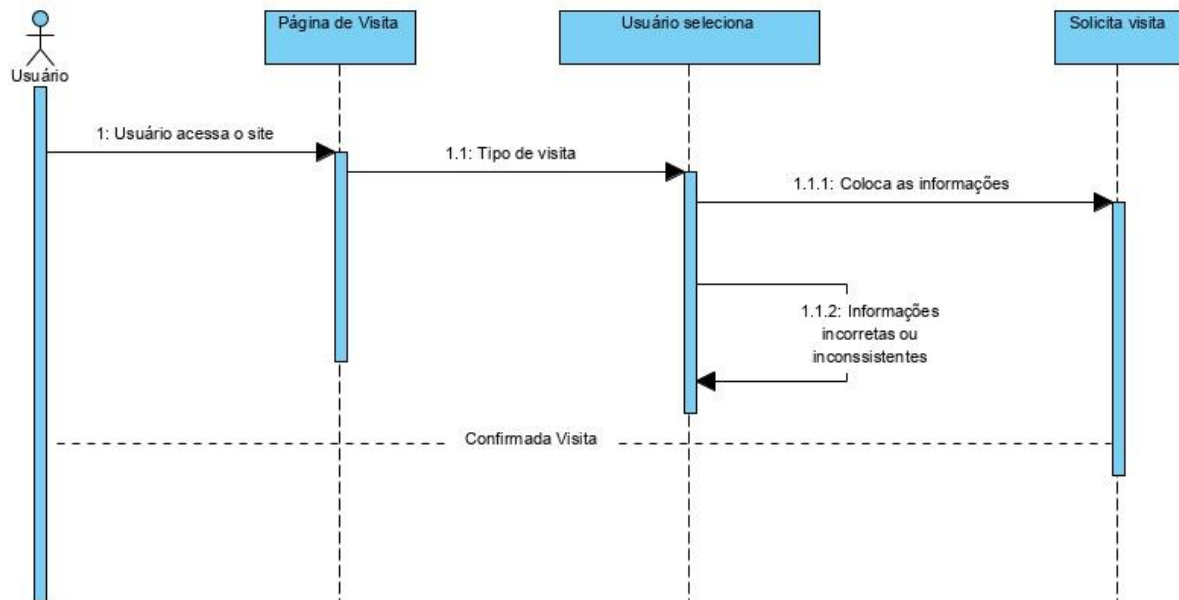 Página de Visita
Usuário seleciona
Solicita visita
Usuário
1: Usuário acessa o site
1.1: Tipo de visita
1.1.1: Coloca as informações
1.1.2: Informações
incorretas ou
inconssistentes
Confirmada Visita